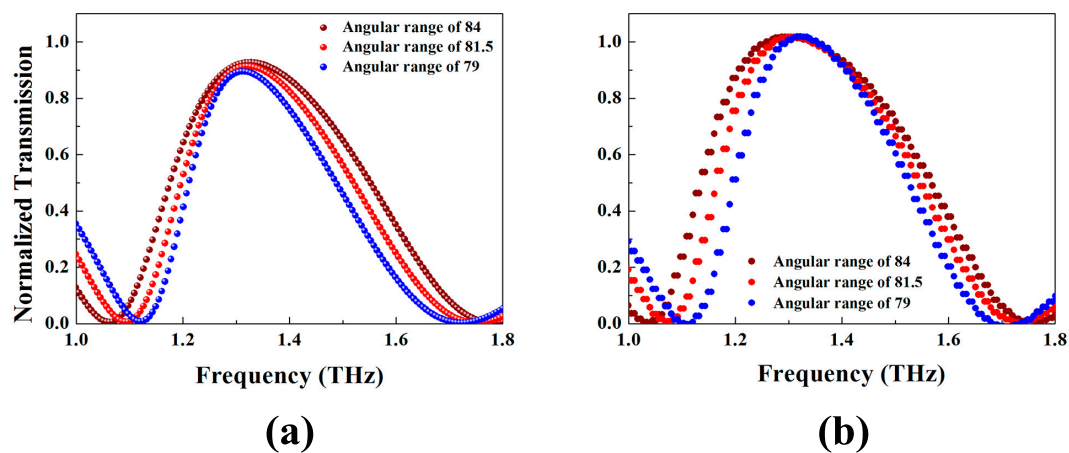 Angular range of 84
Angular range of 81.5
Angular range of 79
Normalized Transmission
1.0
0.8
0.6
0.4
0.2
0.0
1.0 1.2 1.4 1.6 1.8
Frequency (THz)
(a)
1.0
0.8
0.6
0.4
0.2
0.0
Angular range of 84
Angular range of 81.5
Angular range of 79
1.0 1.2 1.4 1.6 1.8
Frequency (THz)
(b)